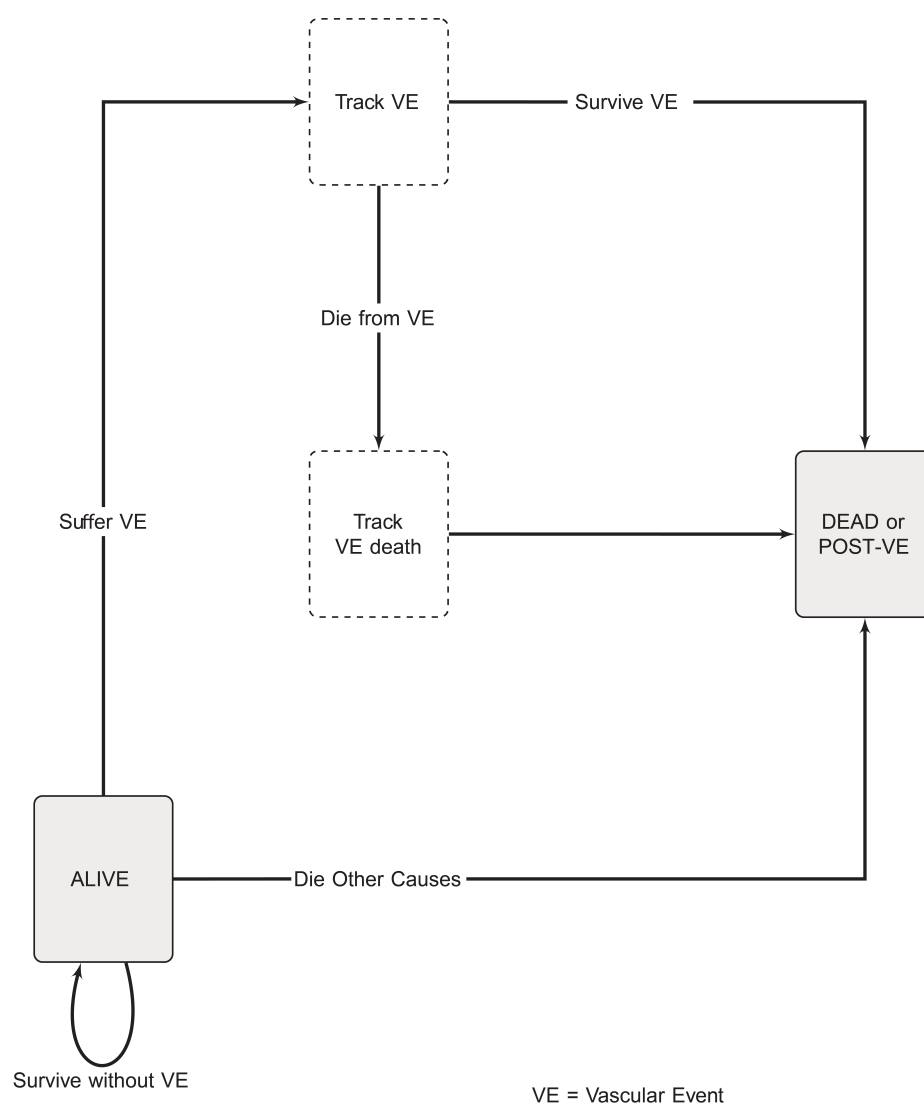 Track VE
Survive VE
Die from VE
Suffer VE
Track
VE death
DEAD or
POST-VE
ALIVE
Die Other Causes
Survive without VE
VE = Vascular Event